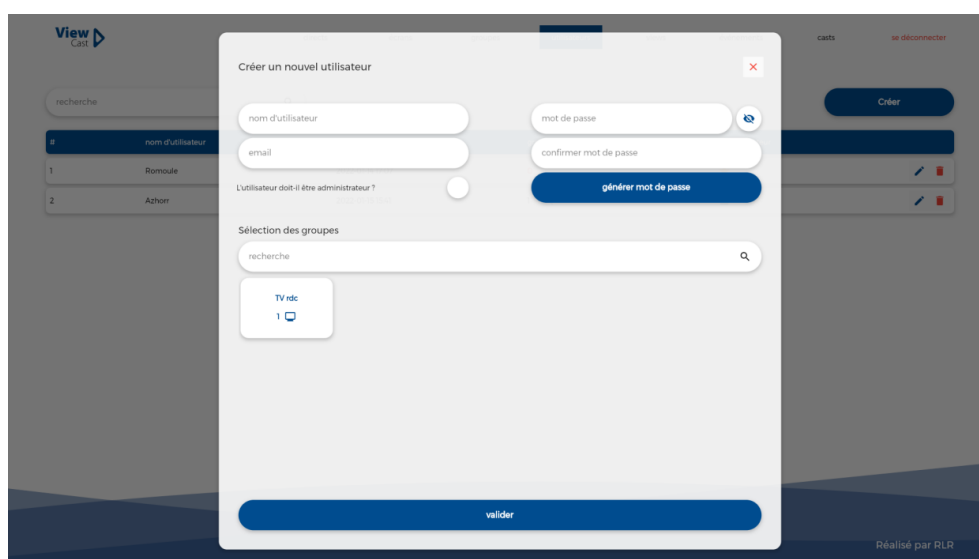 View
Cast
casts
se déconnecter
Créer un nouvel utilisateur
recherche
Créer
nom d'utilisateur
mot de passe
# nom d'utilisateur
email
confirmer mot de passe
1 Romoule
L'utilisateur doit-il être administrateur ?
générer mot de passe
2 Azhorr
Sélection des groupes
recherche
TV rdc
1
valider
Réalisé par RLR